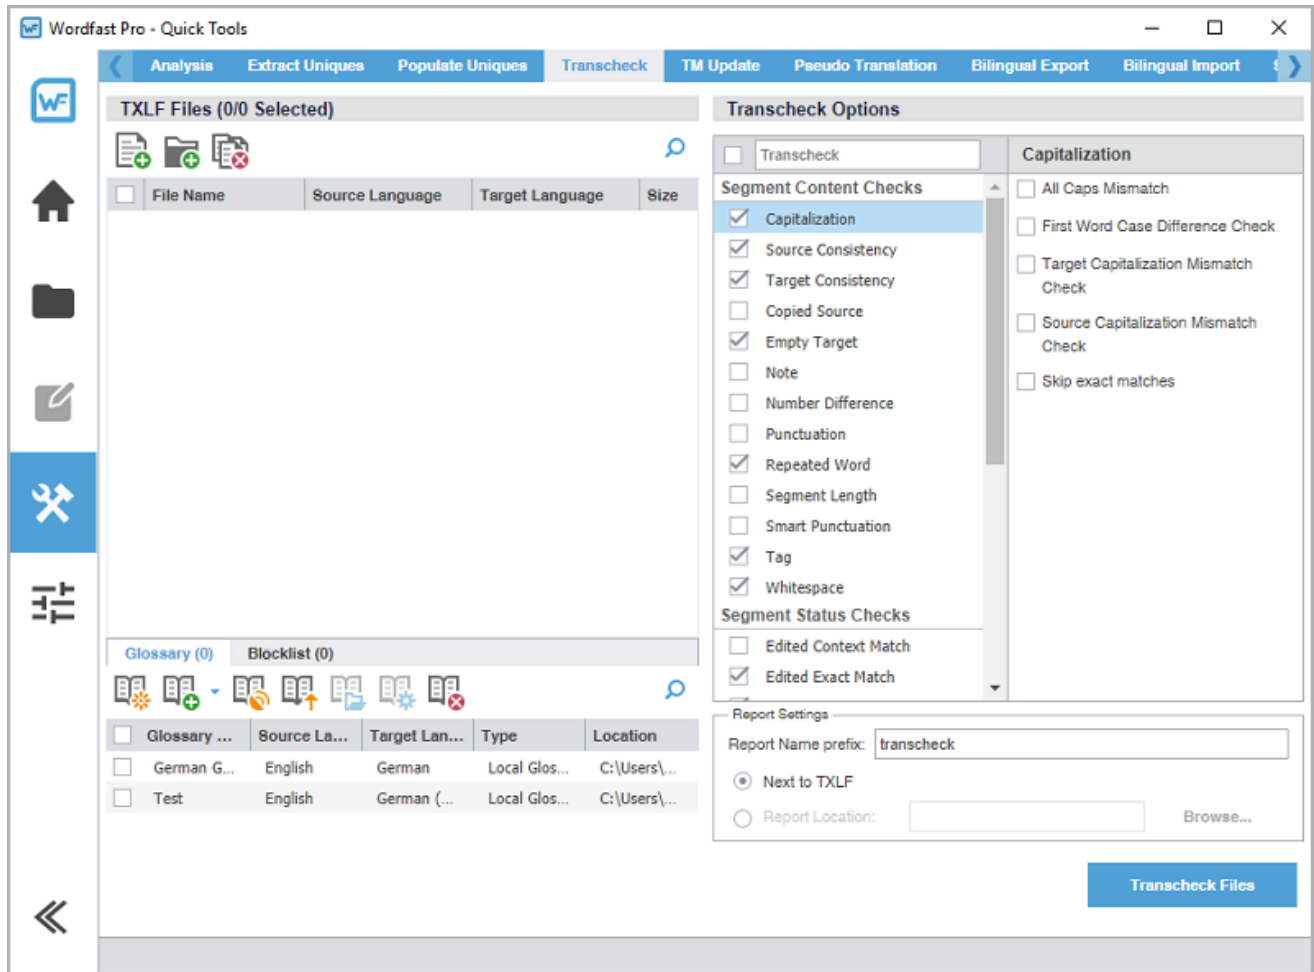 Wordfast Pro - Quick Tools
Analysis Extract Uniques Populate Uniques Transcheck TM Update Pseudo Translation Bilingual Export Bilingual Import
WF
TXLF Files (0/0 Selected)
File Name Source Language Target Language Size
Glossary (0) Blocklist (0)
Glossary ... Source La... Target Lan... Type Location
German G... English German Local Glos... C:\Users\...
Test English German (... Local Glos... C:\Users\...
Transcheck Options
Transcheck
Segment Content Checks
Capitalization
Source Consistency
Target Consistency
Copied Source
Empty Target
Note
Number Difference
Punctuation
Repeated Word
Segment Length
Smart Punctuation
Tag
Whitespace
Segment Status Checks
Edited Context Match
Edited Exact Match
Capitalization
All Caps Mismatch
First Word Case Difference Check
Target Capitalization Mismatch
Check
Source Capitalization Mismatch
Check
Skip exact matches
Report Settings
Report Name prefix: transcheck
Next to TXLF
Report Location: Browse...
Transcheck Files